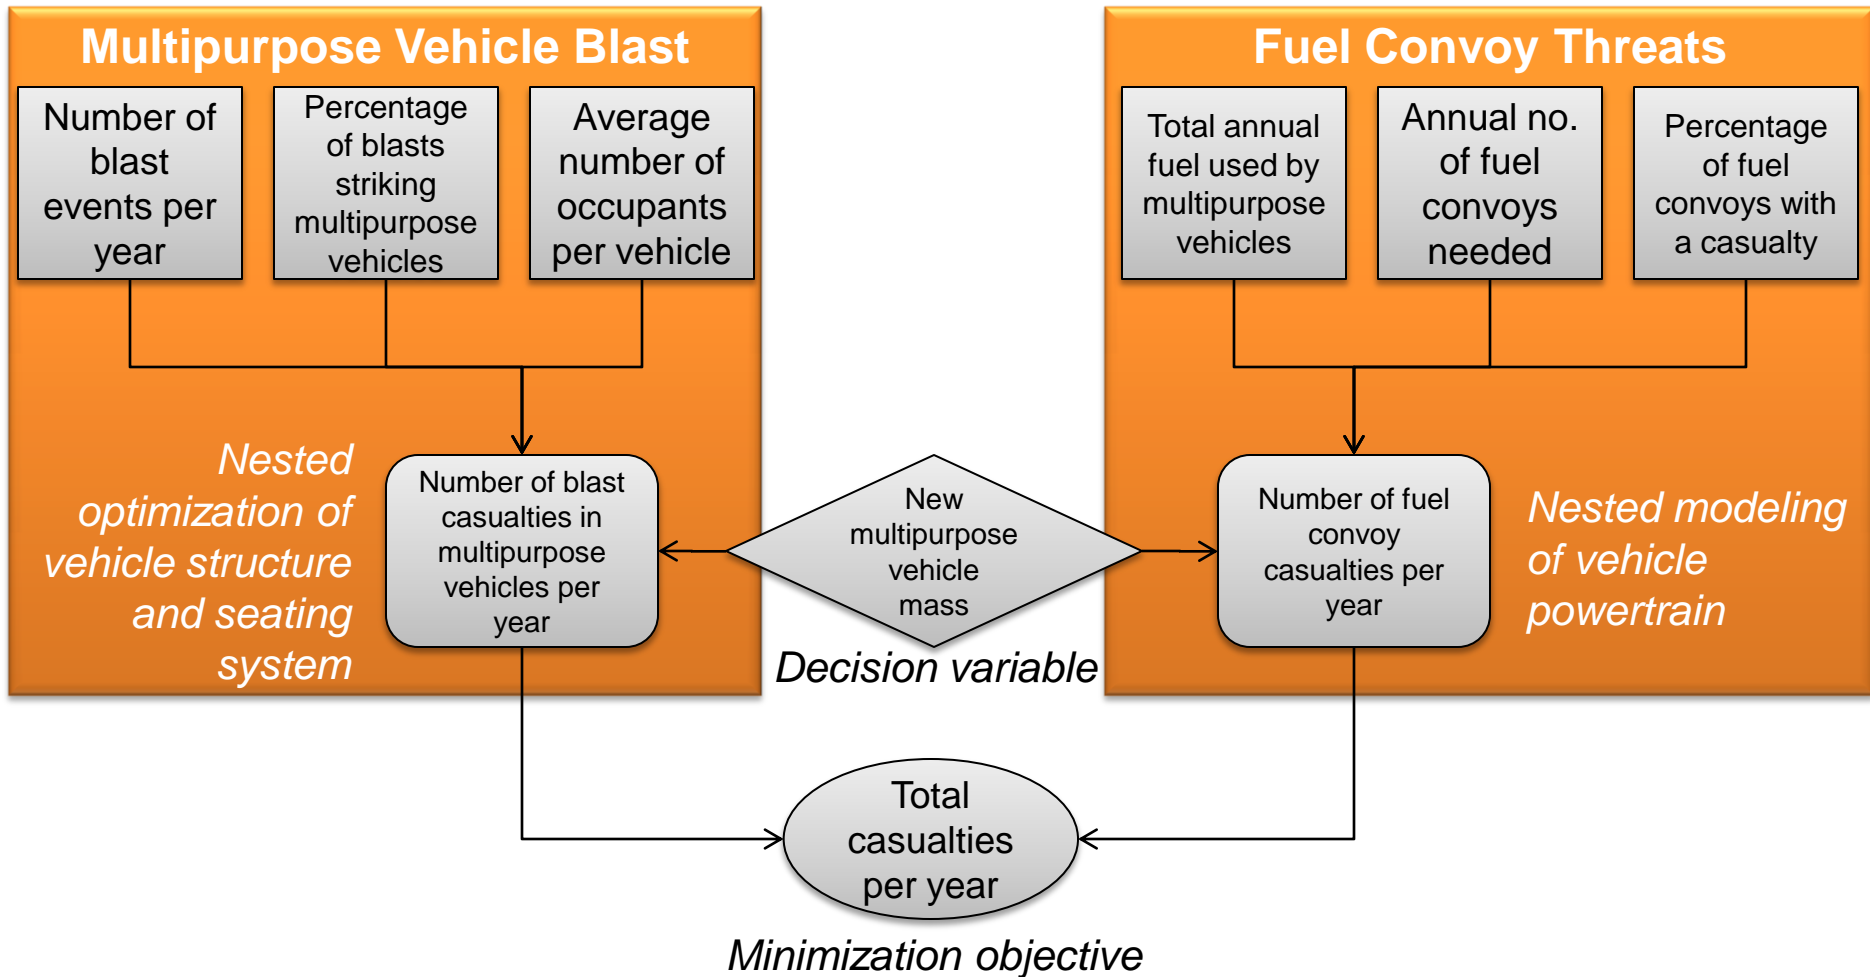 Multipurpose Vehicle Blast
Number of
blast
events per
year
Percentage
of blasts
striking
multipurpose
vehicles
Average
number of
occupants
per vehicle
Nested
optimization of
vehicle structure
and seating
system
Number of blast
casualties in
multipurpose
vehicles per
year
New
multipurpose
vehicle
mass
Decision variable
Fuel Convoy Threats
Total annual
fuel used by
multipurpose
vehicles
Annual no.
of fuel
convoys
needed
Percentage
of fuel
convoys with
a casualty
Number of fuel
convoy
casualties per
year
Nested modeling
of vehicle
powertrain
Total
casualties
per year
Minimization objective